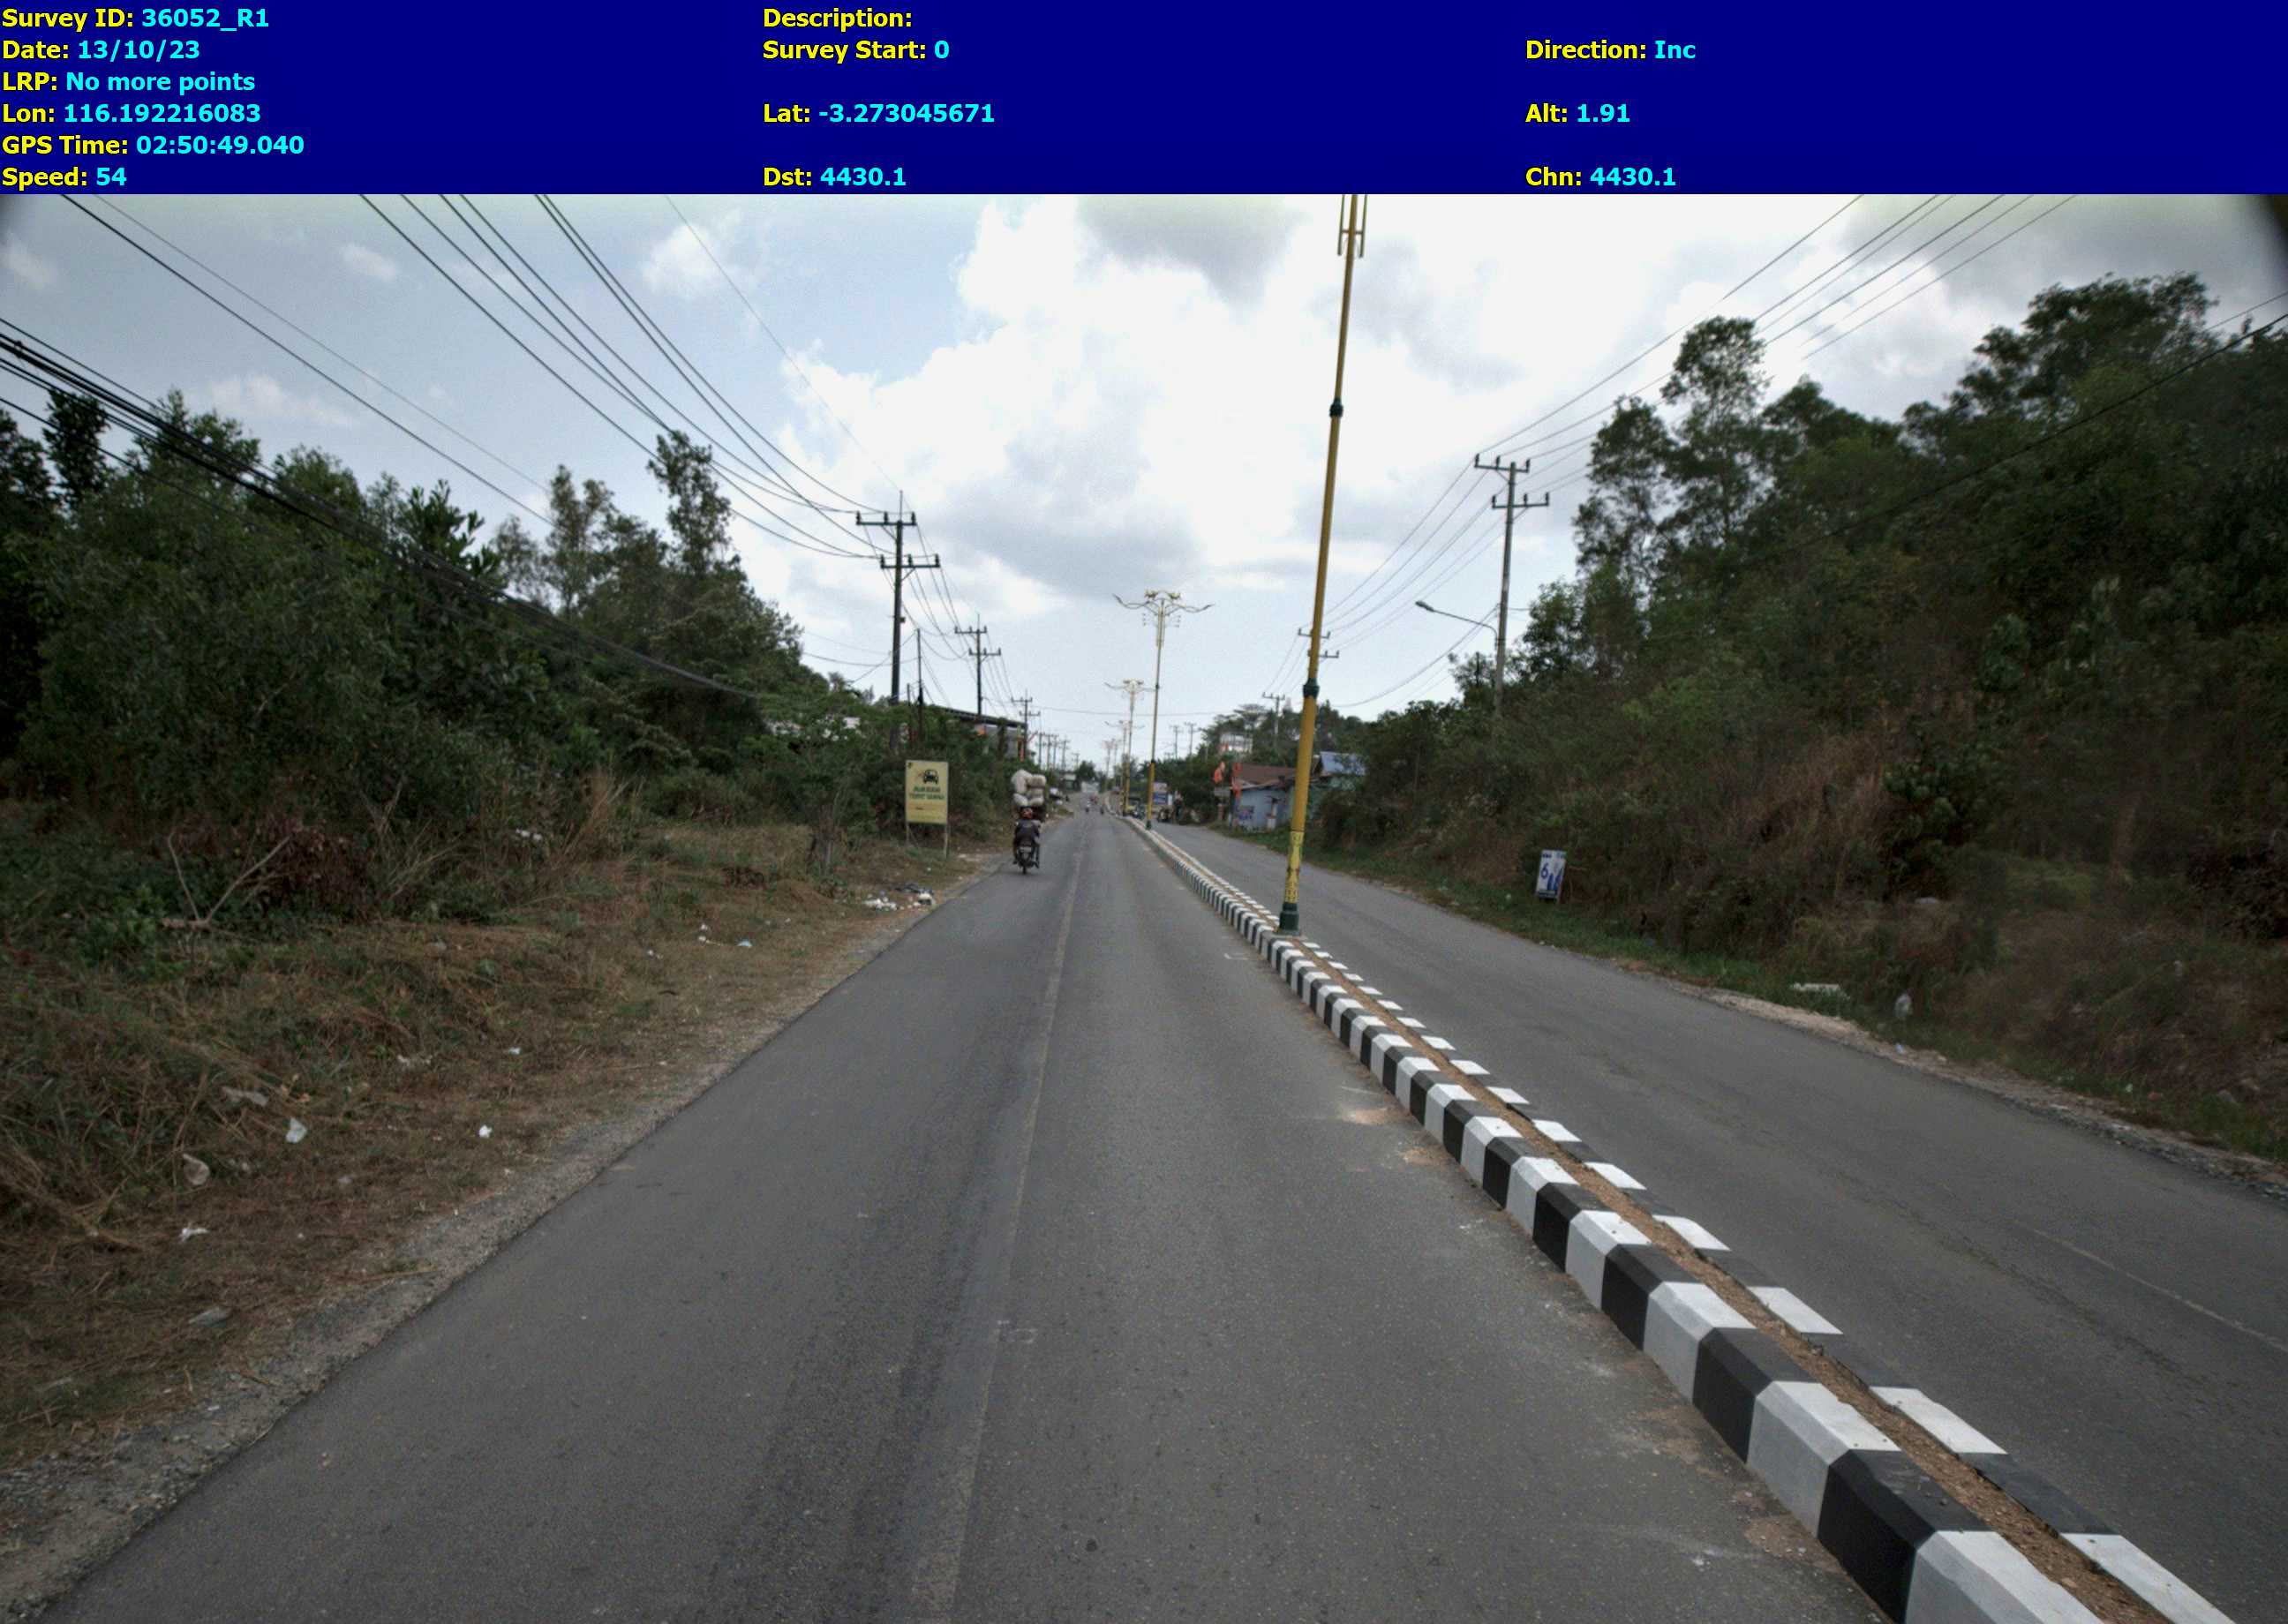 Survey ID: 36052_R1
Description:
Date: 13/10/23
Survey Start: 0
Direction: Inc
LRP: No more points
Lon: 116.192216083
Lat: -3.273045671
Alt: 1.91
GPS Time: 02:50:49.040
Speed: 54
Dst: 4430.1
Chn: 4430.1
6